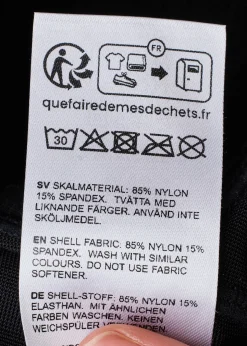 FR
quefairedemesdechets.fr
30
SV SKALMATERIAL: 85% NYLON
15% SPANDEX. TVÄTTA MED
LIKNANDE FÄRGER. ANVÄND INTE
SKÖLJMEDEL.
EN SHELL FABRIC: 85% NYLON
15% SPANDEX. WASH WITH SIMILAR
COLOURS. DO NOT USE FABRIC
SOFTENER.
DE SHELL-STOFF: 85% NYLON 15%
ELASTHAN. MIT ÄHNLICHEN
FARBEN WASCHEN. KEINEN
WEICHSPÜLER